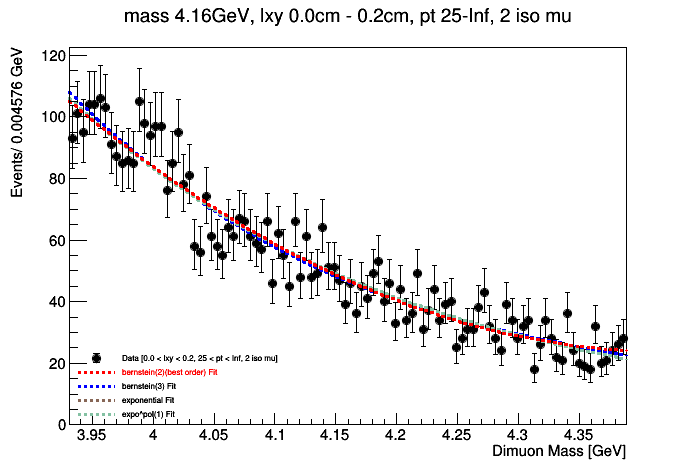 mass 4.16GeV, lxy 0.0cm - 0.2cm, pt 25-Inf, 2 iso mu
Events/ 0.004576 GeV
120
100
80
60
40
20
0
Data [0.0 < lxy < 0.2, 25 < pt < Inf, 2 iso mu]
bernstein(2)(best order) Fit
bernstein(3) Fit
exponential Fit
expo*pol(1) Fit
3.95 4 4.05 4.1 4.15 4.2 4.25 4.3 4.35
Dimuon Mass [GeV]